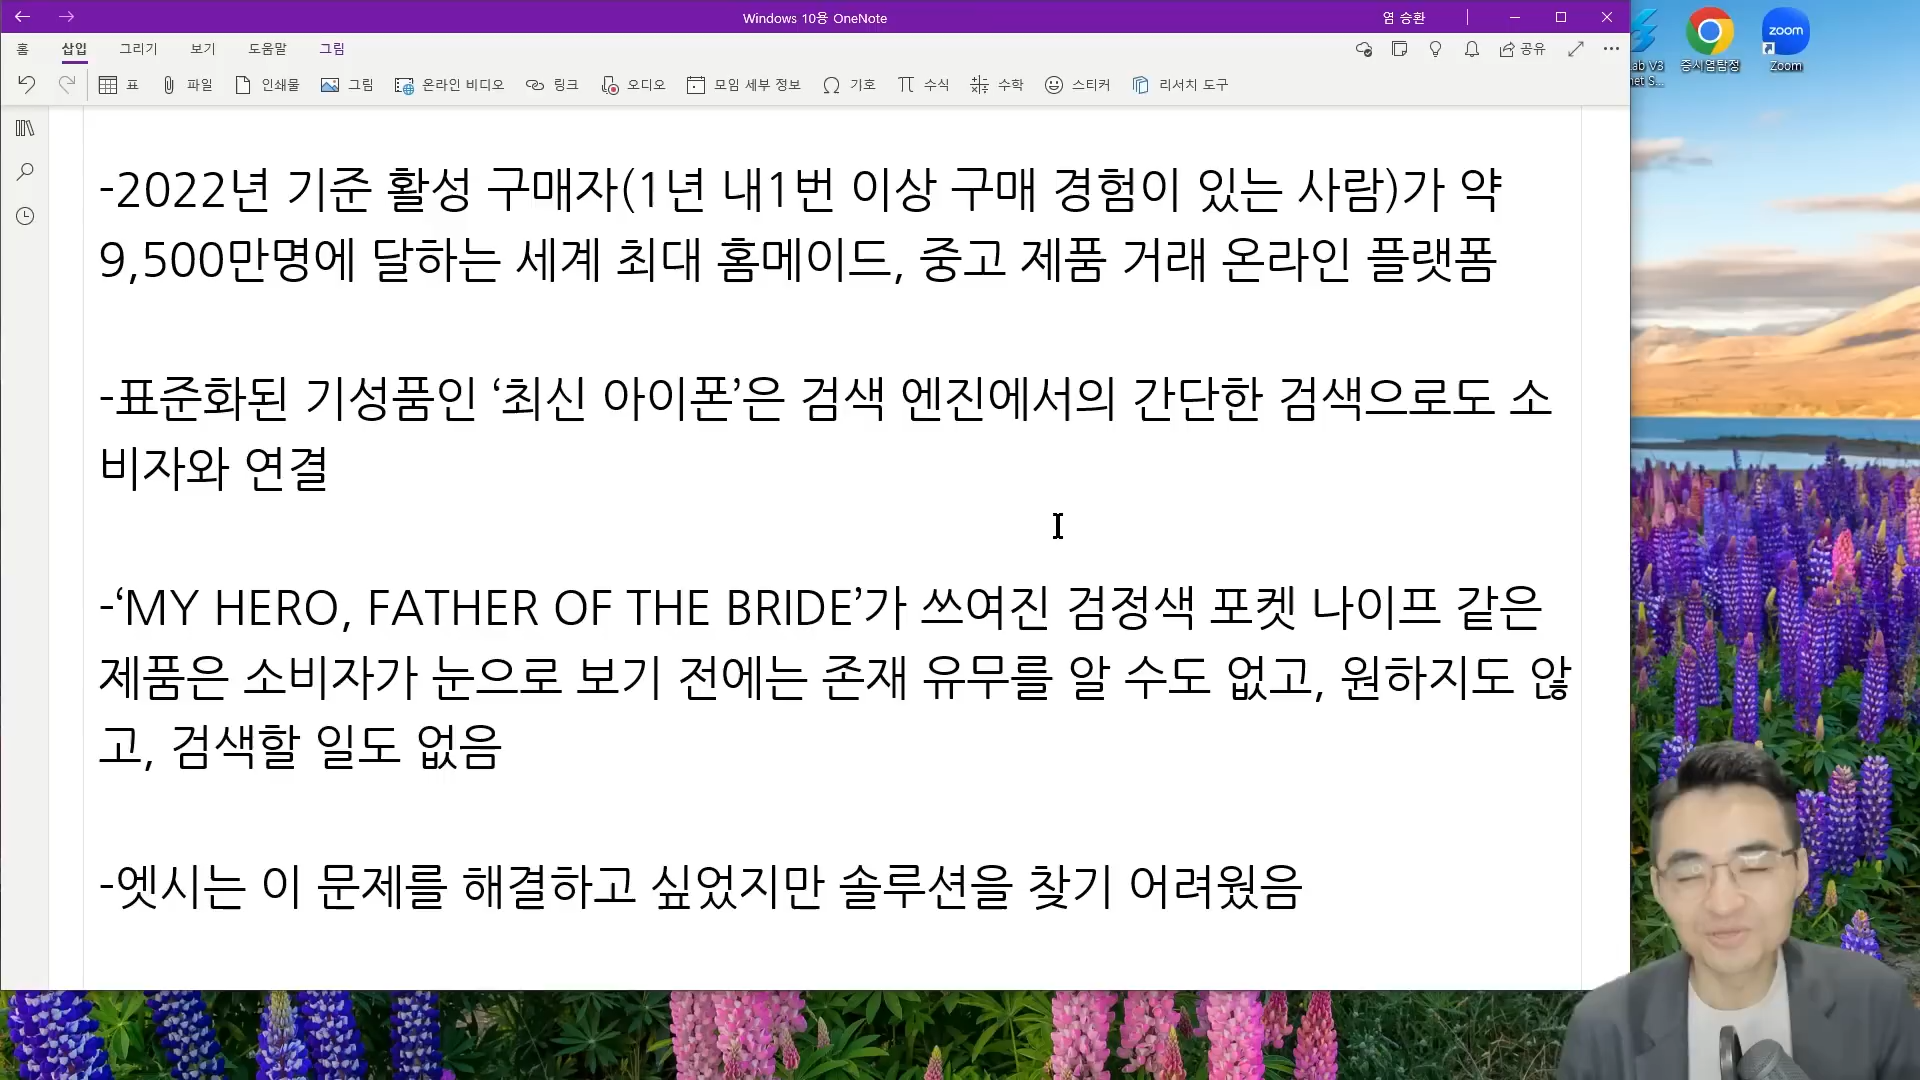 Windows 10용 OneNote
염 승환
홈 삽입 그리기 보기 도움말 그림
공유
표 파일 인쇄물 그림 온라인 비디오 링크 오디오 모임 세부 정보 기호 수식 수학 스티커 리서치 도구
-2022년 기준 활성 구매자(1년 내1번 이상 구매 경험이 있는 사람)가 약
9,500만명에 달하는 세계 최대 홈메이드, 중고 제품 거래 온라인 플랫폼
-표준화된 기성품인 ‘최신 아이폰’은 검색 엔진에서의 간단한 검색으로도 소
비자와 연결
-‘MY HERO, FATHER OF THE BRIDE’가 쓰여진 검정색 포켓 나이프 같은
제품은 소비자가 눈으로 보기 전에는 존재 유무를 알 수도 없고, 원하지도 않
고, 검색할 일도 없음
-엣시는 이 문제를 해결하고 싶었지만 솔루션을 찾기 어려웠음
V3
net S...
증시염탐정
zoom
Zoom